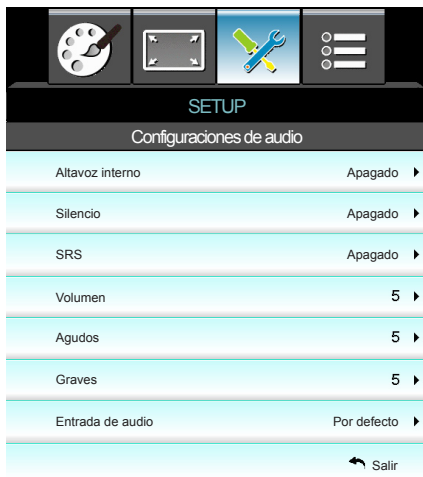 SETUP
Configuraciones de audio
Altavoz interno Apagado
Silencio Apagado
SRS Apagado
Volumen 5
Agudos 5
Graves 5
Entrada de audio Por defecto
Salir